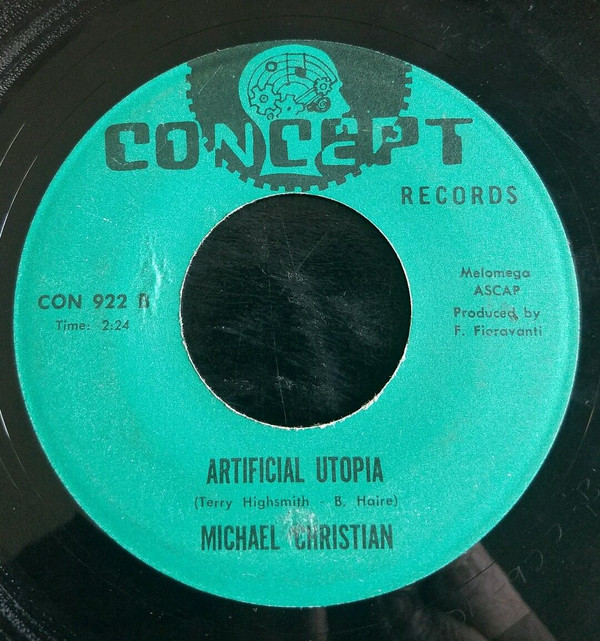 CONCEPT
RECORDS
CON 922 B
Time: 2:24
Melomega
ASCAP
Produced by
F. Fioravanti
ARTIFICIAL UTOPIA
(Terry Highsmith - B. Haire)
MICHAEL CHRISTIAN